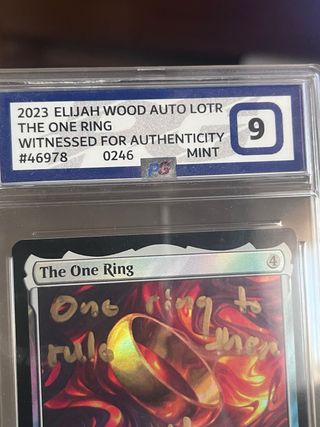 2023 ELIJAH WOOD AUTO LOTR
THE ONE RING
WITNESSED FOR AUTHENTICITY
#46978 0246 MINT
9
PG
The One Ring 4
One ring to
rule them